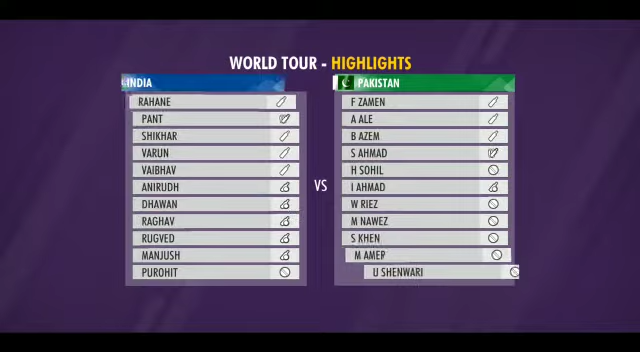 WORLD TOUR - HIGHLIGHTS
INDIA
RAHANE
PANT
SHIKHAR
VARUN
VAIBHAV
ANIRUDH
DHAWAN
RAGHAV
RUGVED
MANJUSH
PUROHIT
VS
PAKISTAN
F ZAMEN
A ALE
B AZEM
S AHMAD
H SOHIL
I AHMAD
W RIEZ
M NAWEZ
S KHEN
M AMER
U SHENWARI